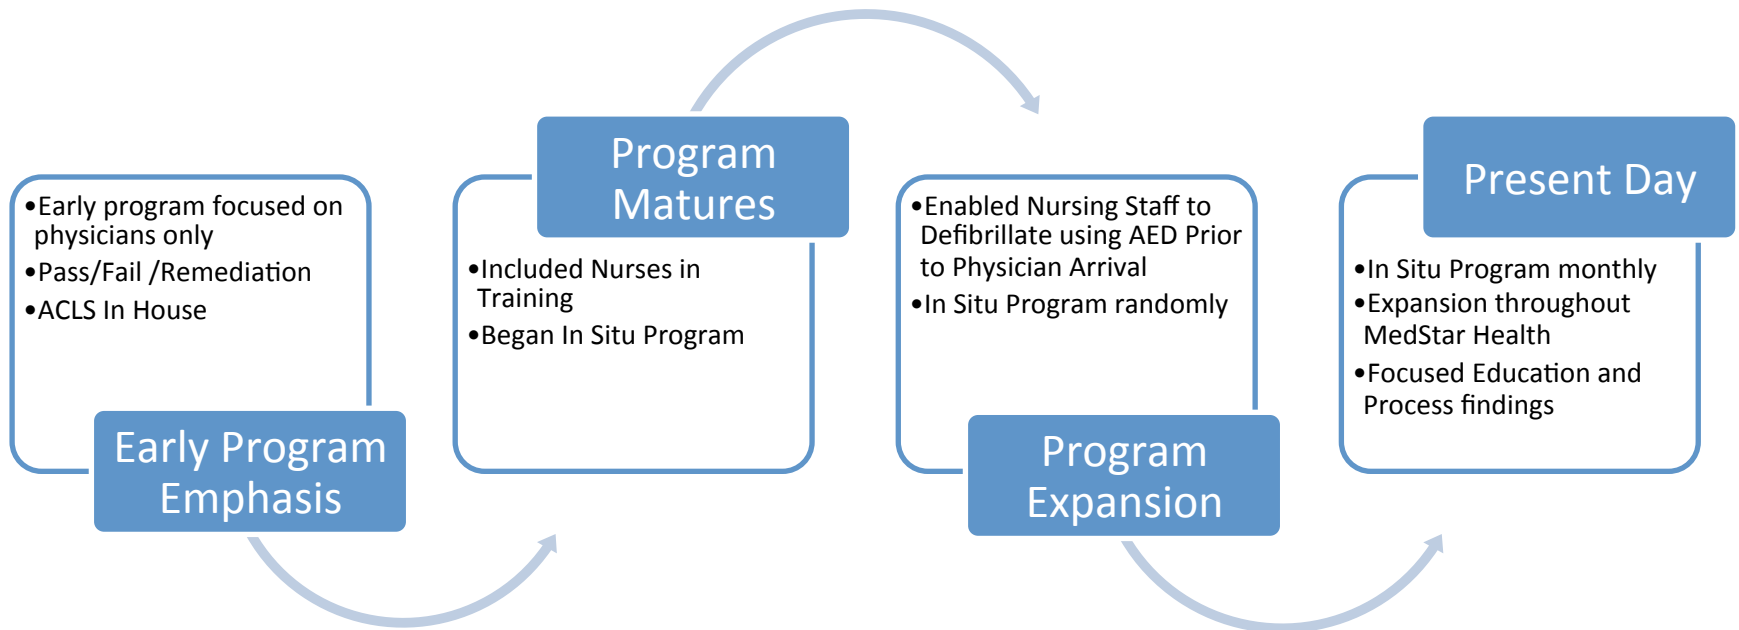 •Early program focused on
physicians only
•Pass/Fail /Remediation
•ACLS In House
Early Program
Emphasis
Program
Matures
•Included Nurses in
Training
•Began In Situ Program
•Enabled Nursing Staff to
Defibrillate using AED Prior
to Physician Arrival
•In Situ Program randomly
Program
Expansion
Present Day
•In Situ Program monthly
•Expansion throughout
MedStar Health
•Focused Education and
Process findings